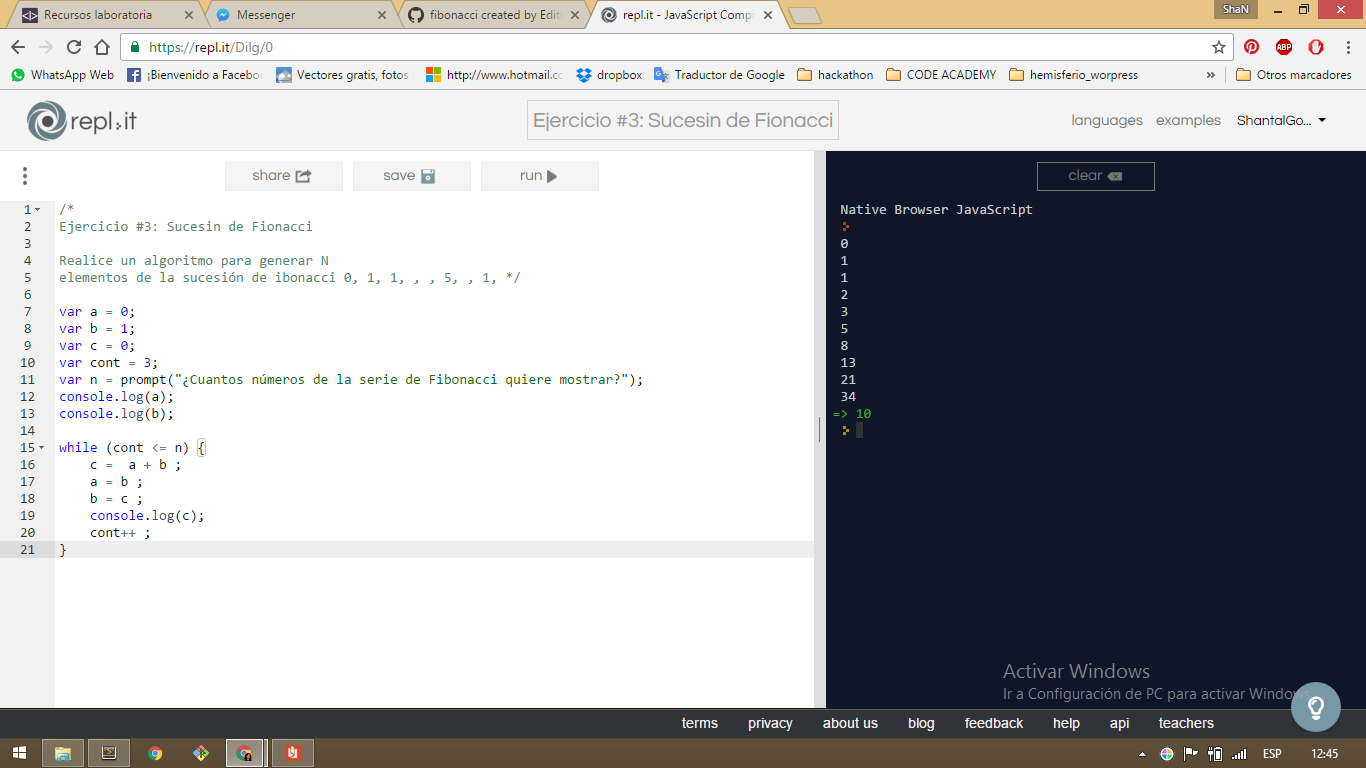 Recursos laboratoria
Messenger
fibonacci created by Edith
repl.it - JavaScript Compi
ShaN
https://repl.it/Dilg/0
WhatsApp Web
¡Bienvenido a Facebo
Vectores gratis, fotos
http://www.hotmail.cc
dropbox
Traductor de Google
hackathon
CODE ACADEMY
hemisferio_worpress
»
Otros marcadores
repl.it
Ejercicio #3: Sucesin de Fionacci
languages
examples
ShantalGo...
share
save
run
clear
1 /*
2 Ejercicio #3: Sucesin de Fionacci
3
4 Realice un algoritmo para generar N
5 elementos de la sucesión de ibonacci 0, 1, 1, , , 5, , 1, */
6
7 var a = 0;
8 var b = 1;
9 var c = 0;
10 var cont = 3;
11 var n = prompt("¿Cuantos números de la serie de Fibonacci quiere mostrar?");
12 console.log(a);
13 console.log(b);
14
15 while (cont <= n) {
16     c =  a + b ;
17     a = b ;
18     b = c ;
19     console.log(c);
20     cont++ ;
21 }
Native Browser JavaScript
0
1
1
2
3
5
8
13
21
34
=> 10
Activar Windows
Ir a Configuración de PC para activar Windows.
terms
privacy
about us
blog
feedback
help
api
teachers
ESP
12:45